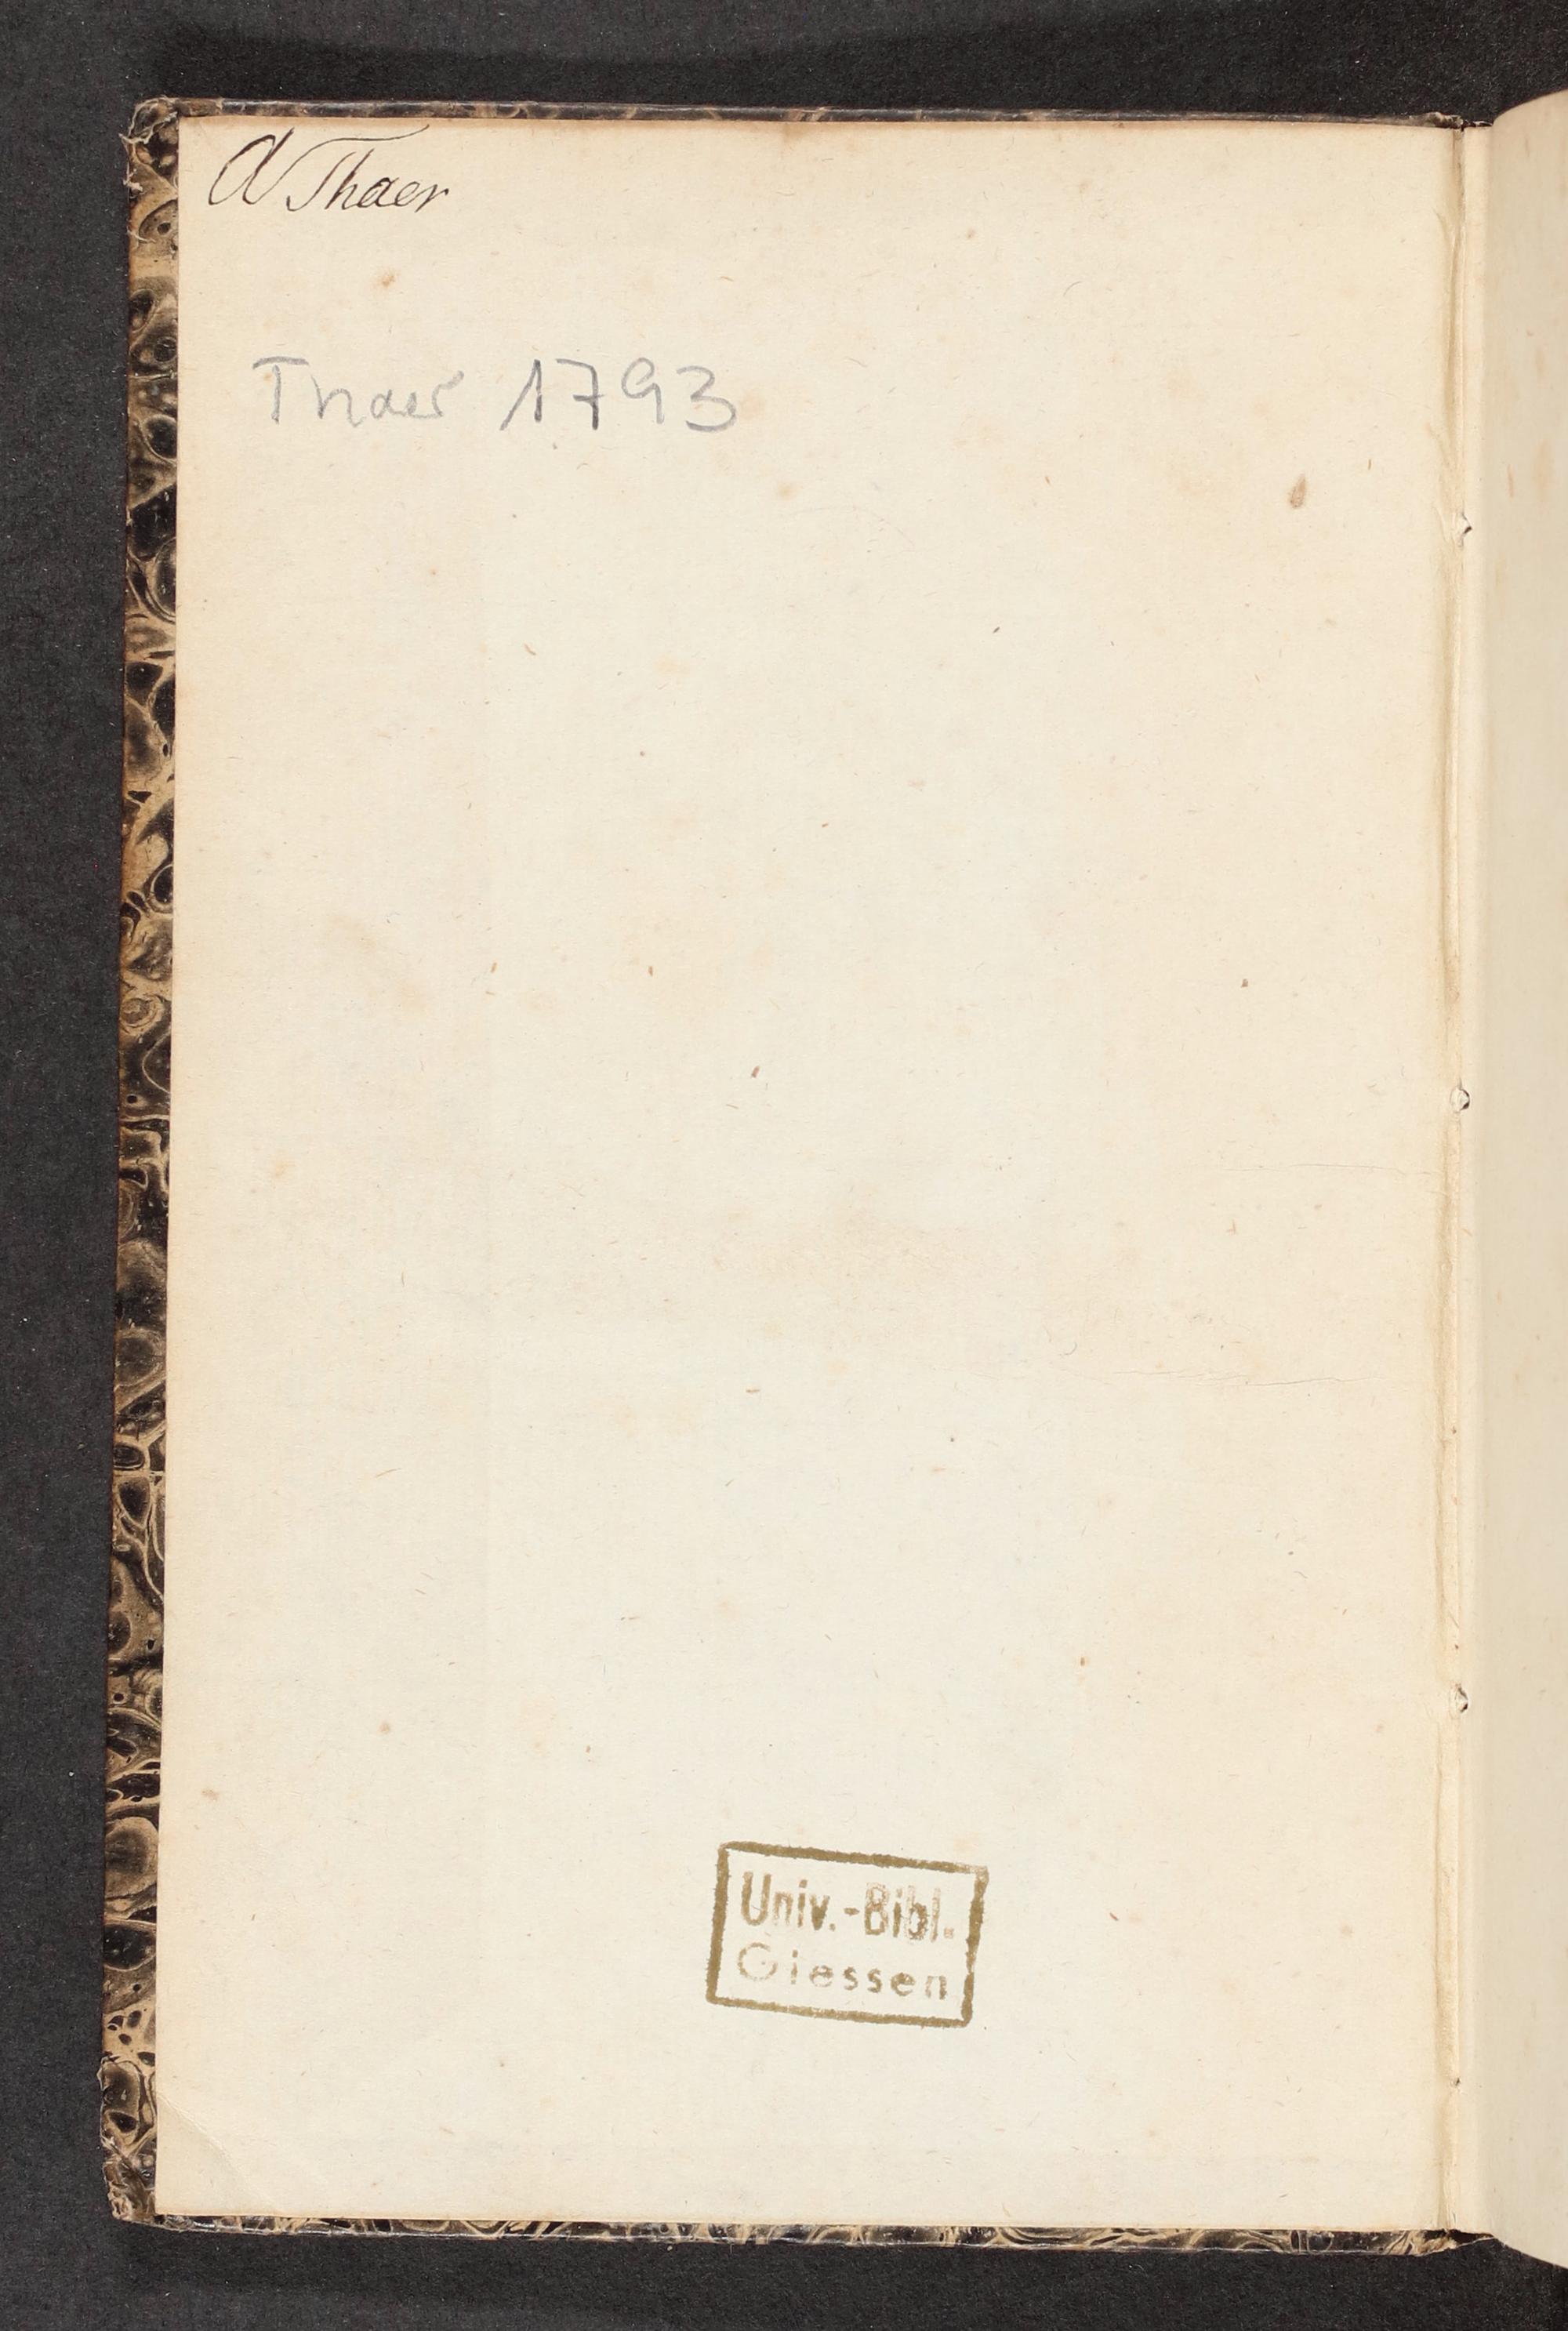 A Thaer
Thaer 1793
Univ.-Bibl.
Giessen